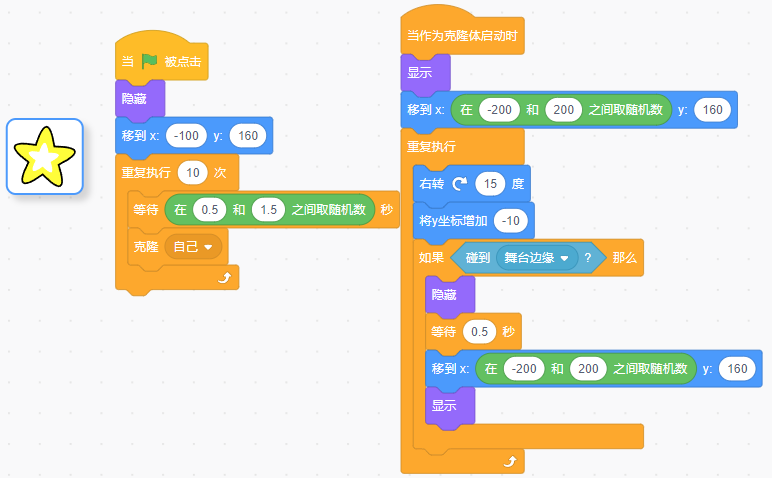 当 被点击
隐藏
移到 x: -100 y: 160
重复执行 10 次
等待 在 0.5 和 1.5 之间取随机数 秒
克隆 自己
当作为克隆体启动时
显示
移到 x: 在 -200 和 200 之间取随机数 y: 160
重复执行
右转 15 度
将y坐标增加 -10
如果 碰到 舞台边缘 ? 那么
隐藏
等待 0.5 秒
移到 x: 在 -200 和 200 之间取随机数 y: 160
显示